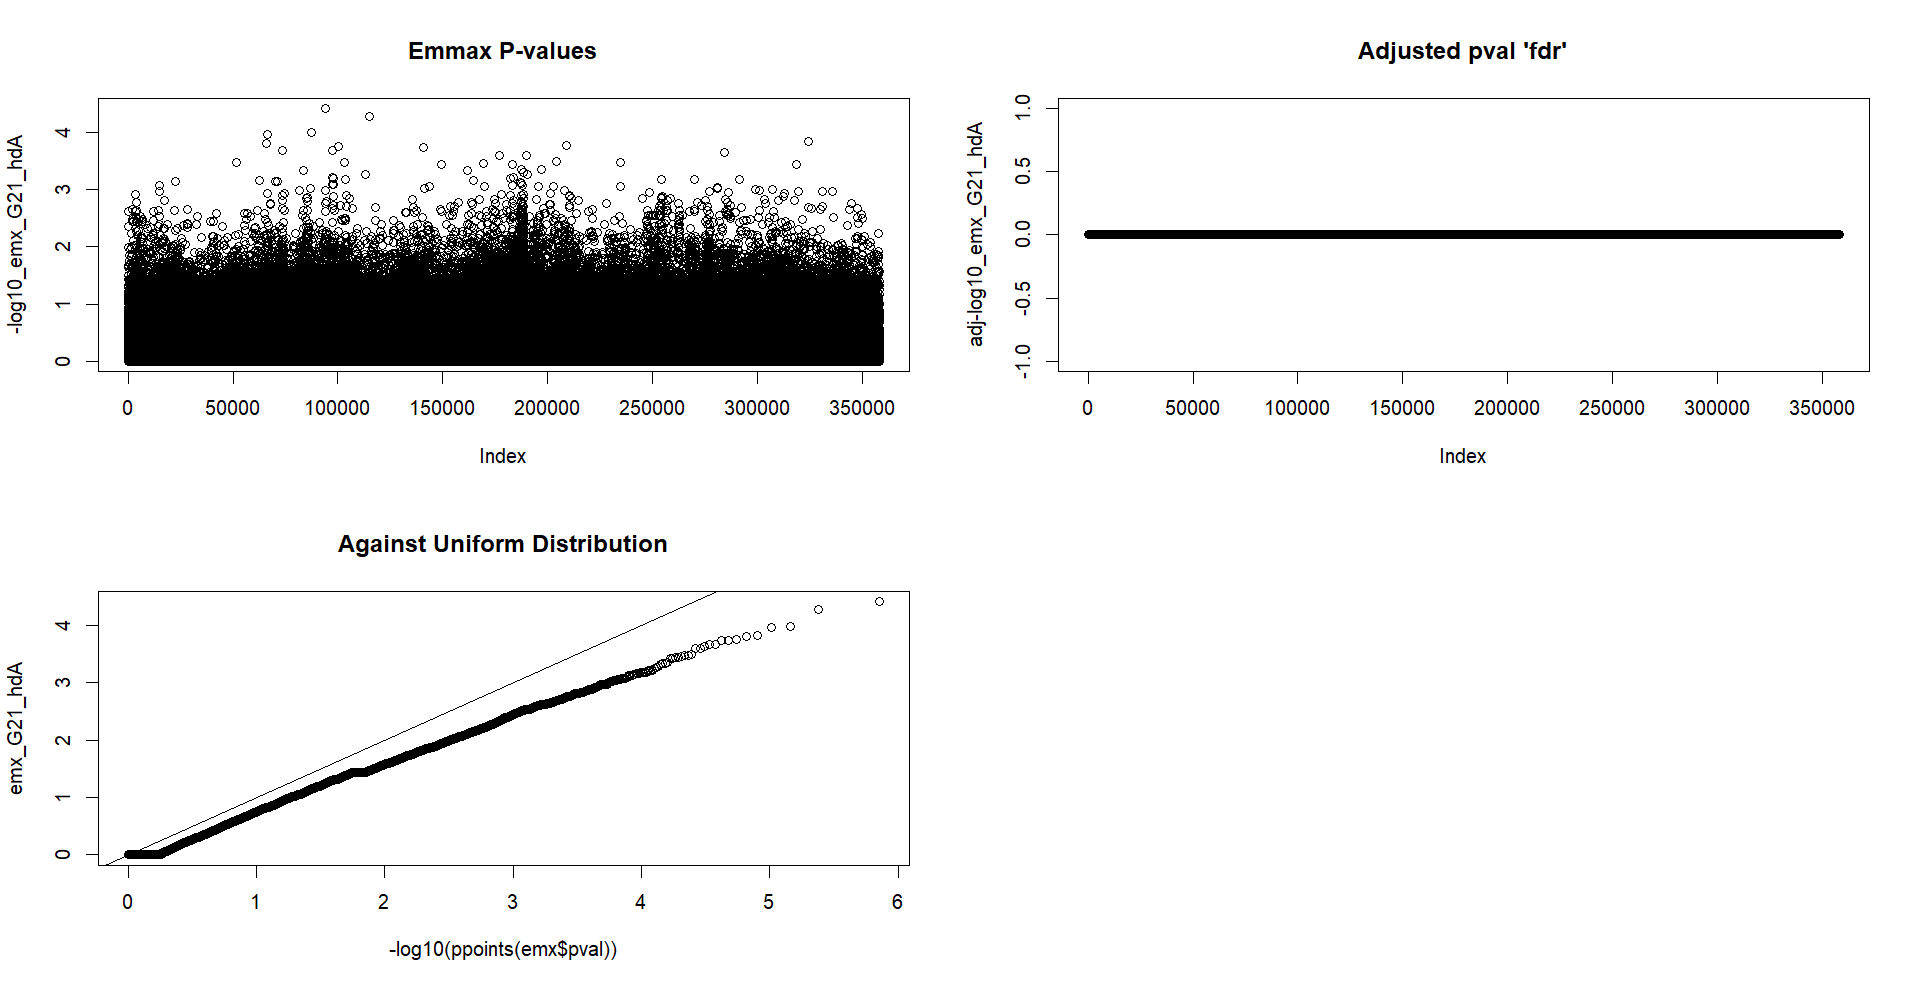 Emmax P-values
-log10_emx_G21_hdA
4
3
2
1
0
0 50000 100000 150000 200000 250000 300000 350000
Index
Adjusted pval 'fdr'
adj-log10_emx_G21_hdA
1.0
0.5
0.0
-0.5
-1.0
0 50000 100000 150000 200000 250000 300000 350000
Index
Against Uniform Distribution
emx_G21_hdA
4
3
2
1
0
0 1 2 3 4 5 6
-log10(ppoints(emx$pval))